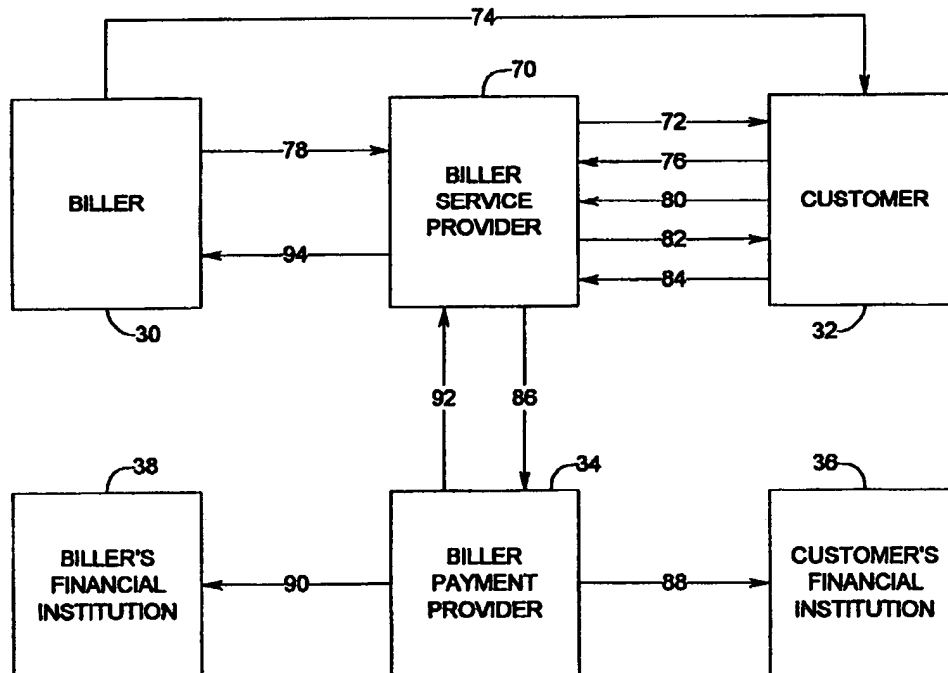 74
70
78
72
76
BILLER
BILLER
SERVICE
PROVIDER
80
CUSTOMER
82
94
84
30
32
92
86
38
34
36
BILLER'S
FINANCIAL
INSTITUTION
90
BILLER
PAYMENT
PROVIDER
88
CUSTOMER'S
FINANCIAL
INSTITUTION